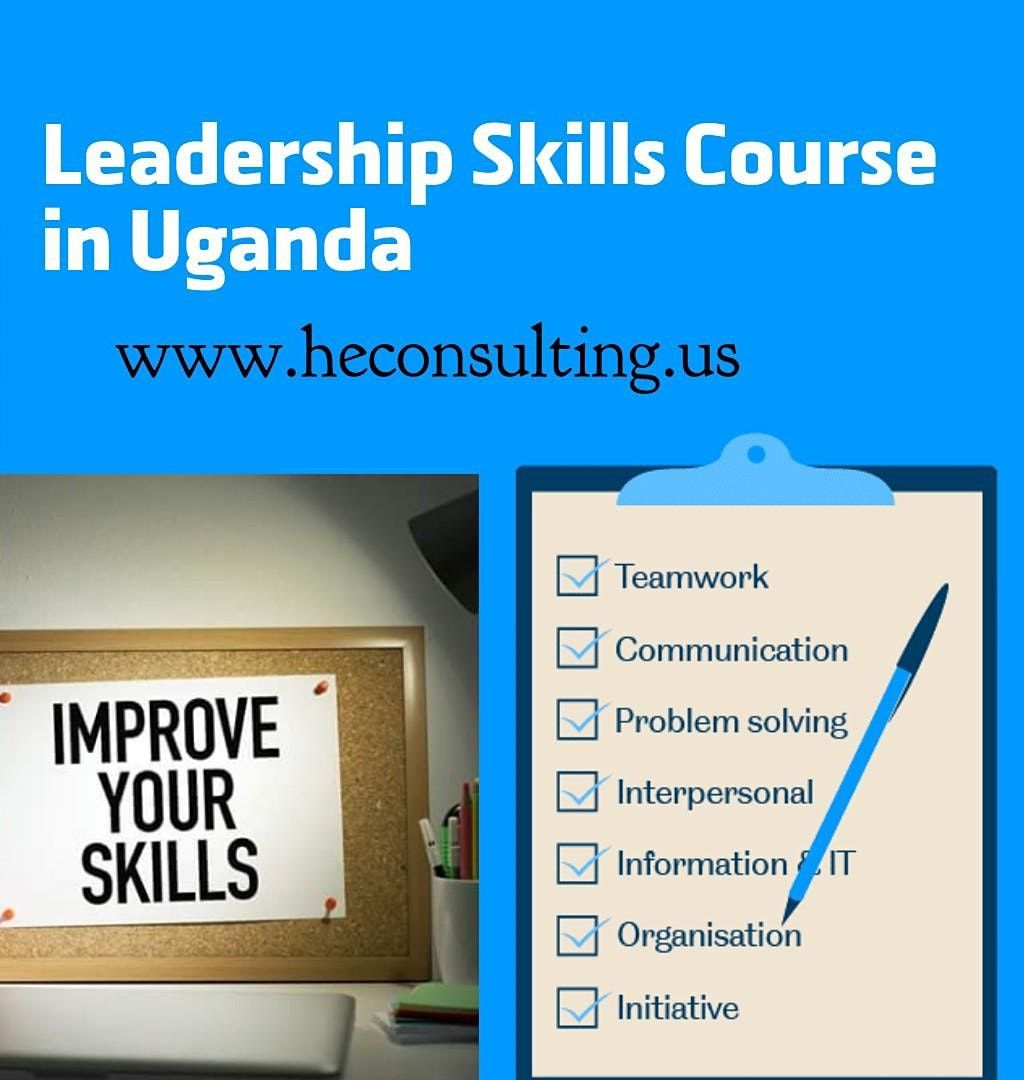 Leadership Skills Course
in Uganda
www.heconsulting.us
IMPROVE
YOUR
SKILLS
Teamwork
Communication
Problem solving
Interpersonal
Information & IT
Organisation
Initiative